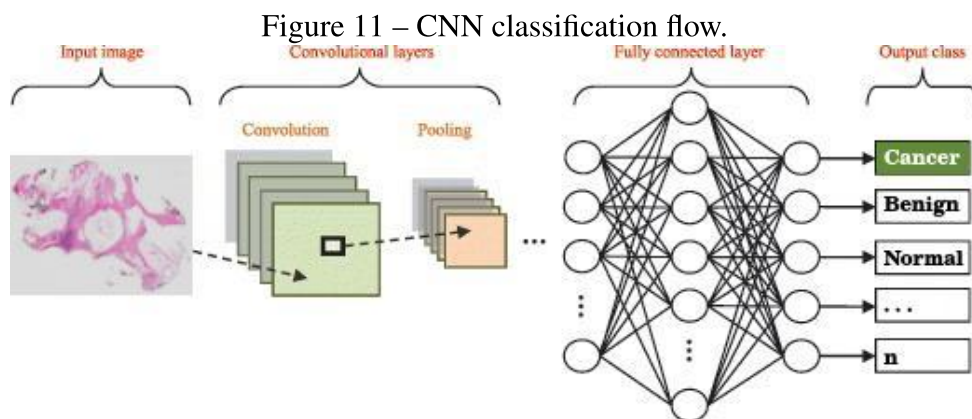 Figure 11 – CNN classification flow.
Input image
Convolutional layers
Fully connected layer
Output class
Convolution
Pooling
...
Cancer
Benign
Normal
...
n